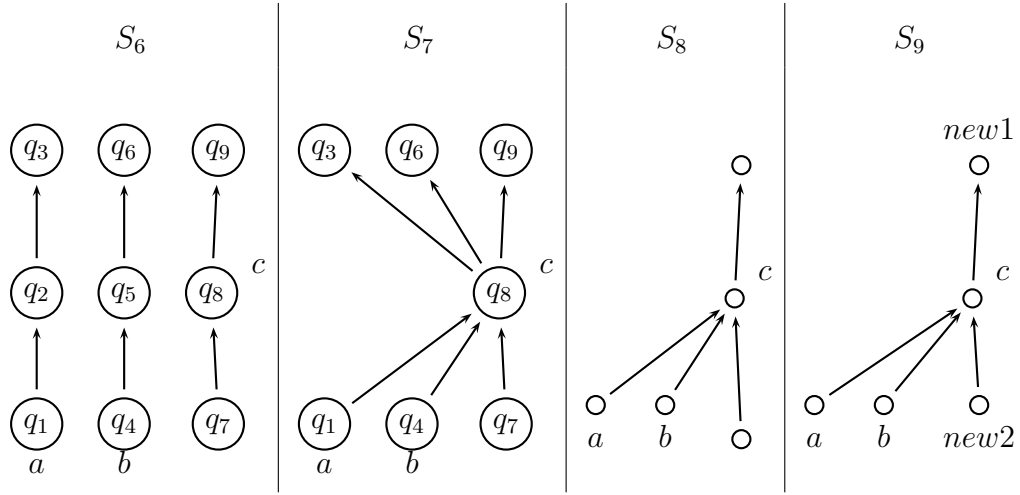 S₆ S₇ S₈ S₉
new1
q₃ q₆ q₉ q₃ q₆ q₉
c c c c
q₂ q₅ q₈ q₈
q₁ q₄ q₇ q₁ q₄ q₇
a b a b a b a b new2